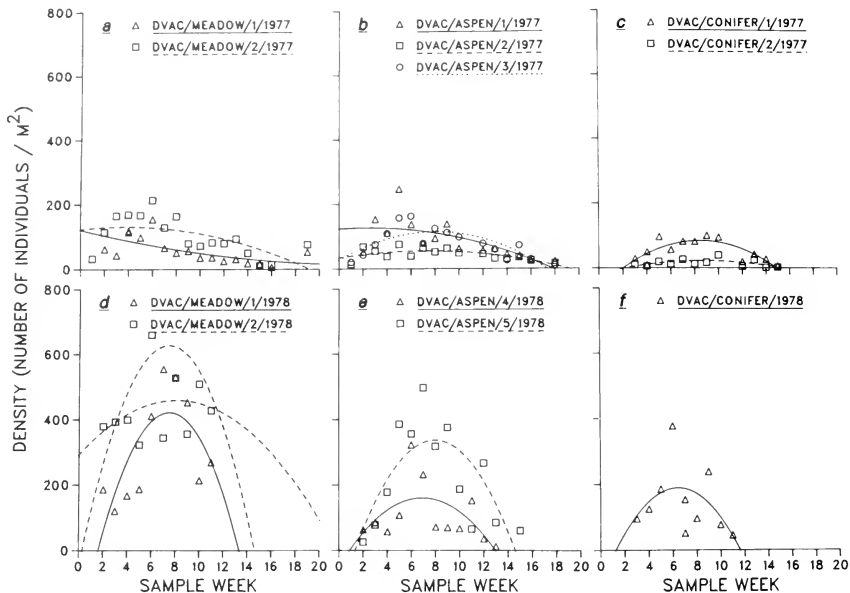 DENSITY (NUMBER OF INDIVIDUALS / M²)
800
600
400
200
0
a
△ DVAC/MEADOW/1/1977
□ DVAC/MEADOW/2/1977
b
△ DVAC/ASPEN/1/1977
□ DVAC/ASPEN/2/1977
○ DVAC/ASPEN/3/1977
c
△ DVAC/CONIFER/1/1977
□ DVAC/CONIFER/2/1977
800
600
400
200
0
d
△ DVAC/MEADOW/1/1978
□ DVAC/MEADOW/2/1978
e
△ DVAC/ASPEN/4/1978
□ DVAC/ASPEN/5/1978
f
△ DVAC/CONIFER/1978
0 2 4 6 8 10 12 14 16 18 20
0 2 4 6 8 10 12 14 16 18 20
0 2 4 6 8 10 12 14 16 18 20
SAMPLE WEEK
SAMPLE WEEK
SAMPLE WEEK